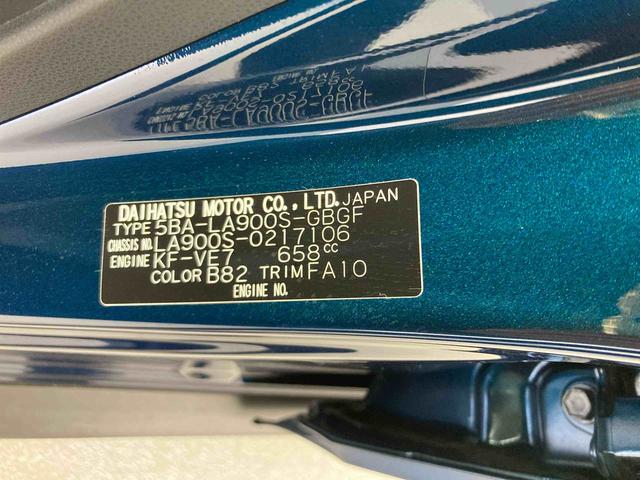 DAIHATSU MOTOR CO., LTD. JAPAN
TYPE 5BA-LA900S-GBGF
CHASSIS NO. LA900S-0217106
ENGINE KF-VE7 658cc
COLOR B82 TRIM FA10
ENGINE NO.